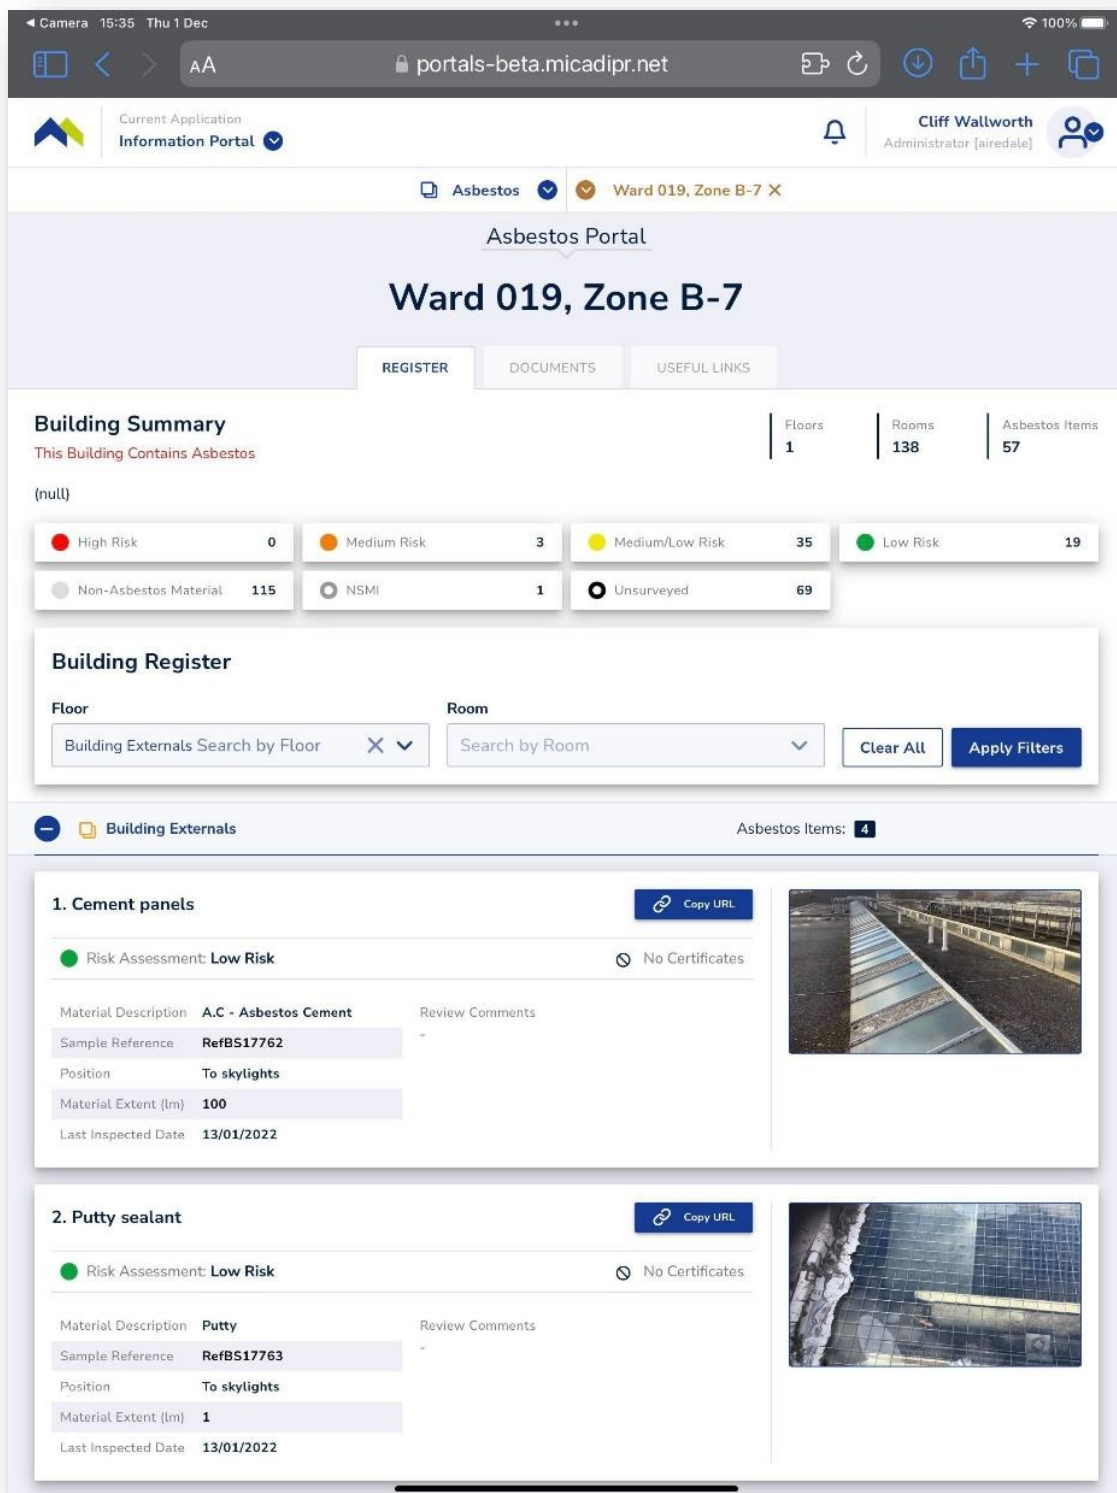 Camera 15:35 Thu 1 Dec 100%
AA portals-beta.micadipr.net
Current Application
Information Portal
Cliff Wallworth
Administrator [airedale]
Asbestos Ward 019, Zone B-7
Asbestos Portal
Ward 019, Zone B-7
REGISTER DOCUMENTS USEFUL LINKS
Building Summary
This Building Contains Asbestos
(null)
Floors Rooms Asbestos Items
1 138 57
High Risk 0 Medium Risk 3 Medium/Low Risk 35 Low Risk 19
Non-Asbestos Material 115 NSMI 1 Unsurveyed 69
Building Register
Floor Room
Building Externals Search by Floor Search by Room Clear All Apply Filters
Building Externals Asbestos Items: 4
1. Cement panels Copy URL
Risk Assessment: Low Risk No Certificates
Material Description A.C - Asbestos Cement Review Comments
Sample Reference RefBS17762 -
Position To skylights
Material Extent (lm) 100
Last Inspected Date 13/01/2022
2. Putty sealant Copy URL
Risk Assessment: Low Risk No Certificates
Material Description Putty Review Comments
Sample Reference RefBS17763 -
Position To skylights
Material Extent (lm) 1
Last Inspected Date 13/01/2022